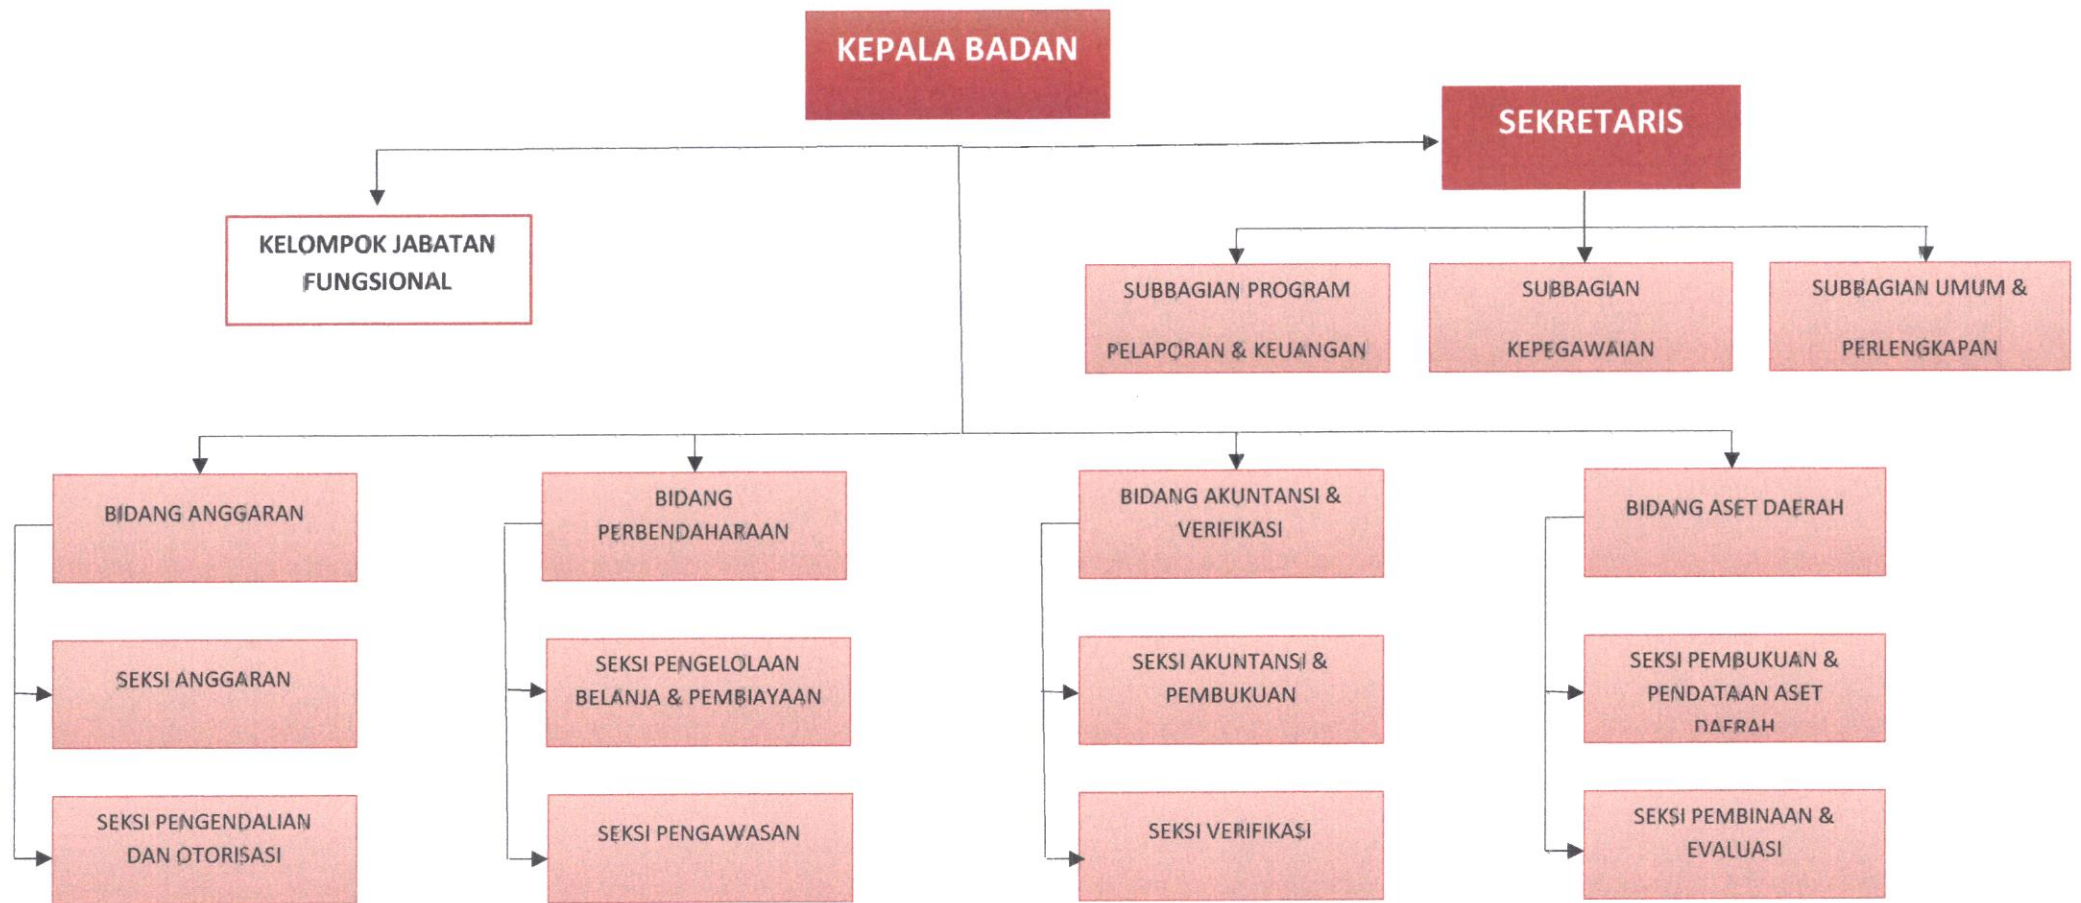 KEPALA BADAN
SEKRETARIS
KELOMPOK JABATAN
FUNGSIONAL
SUBBAGIAN PROGRAM
PELAPORAN & KEUANGAN
SUBBAGIAN
KEPEGAWAIAN
SUBBAGIAN UMUM &
PERLENGKAPAN
BIDANG ANGGARAN
BIDANG
PERBENDAHARAAN
BIDANG AKUNTANSI &
VERIFIKASI
BIDANG ASET DAERAH
SEKSI ANGGARAN
SEKSI PENGELOLAAN
BELANJA & PEMBIAYAAN
SEKSI AKUNTANSI &
PEMBUKUAN
SEKSI PEMBUKUAN &
PENDATAAN ASET
DAERAH
SEKSI PENGENDALIAN
DAN OTORISASI
SEKSI PENGAWASAN
SEKSI VERIFIKASI
SEKSI PEMBINAAN &
EVALUASI